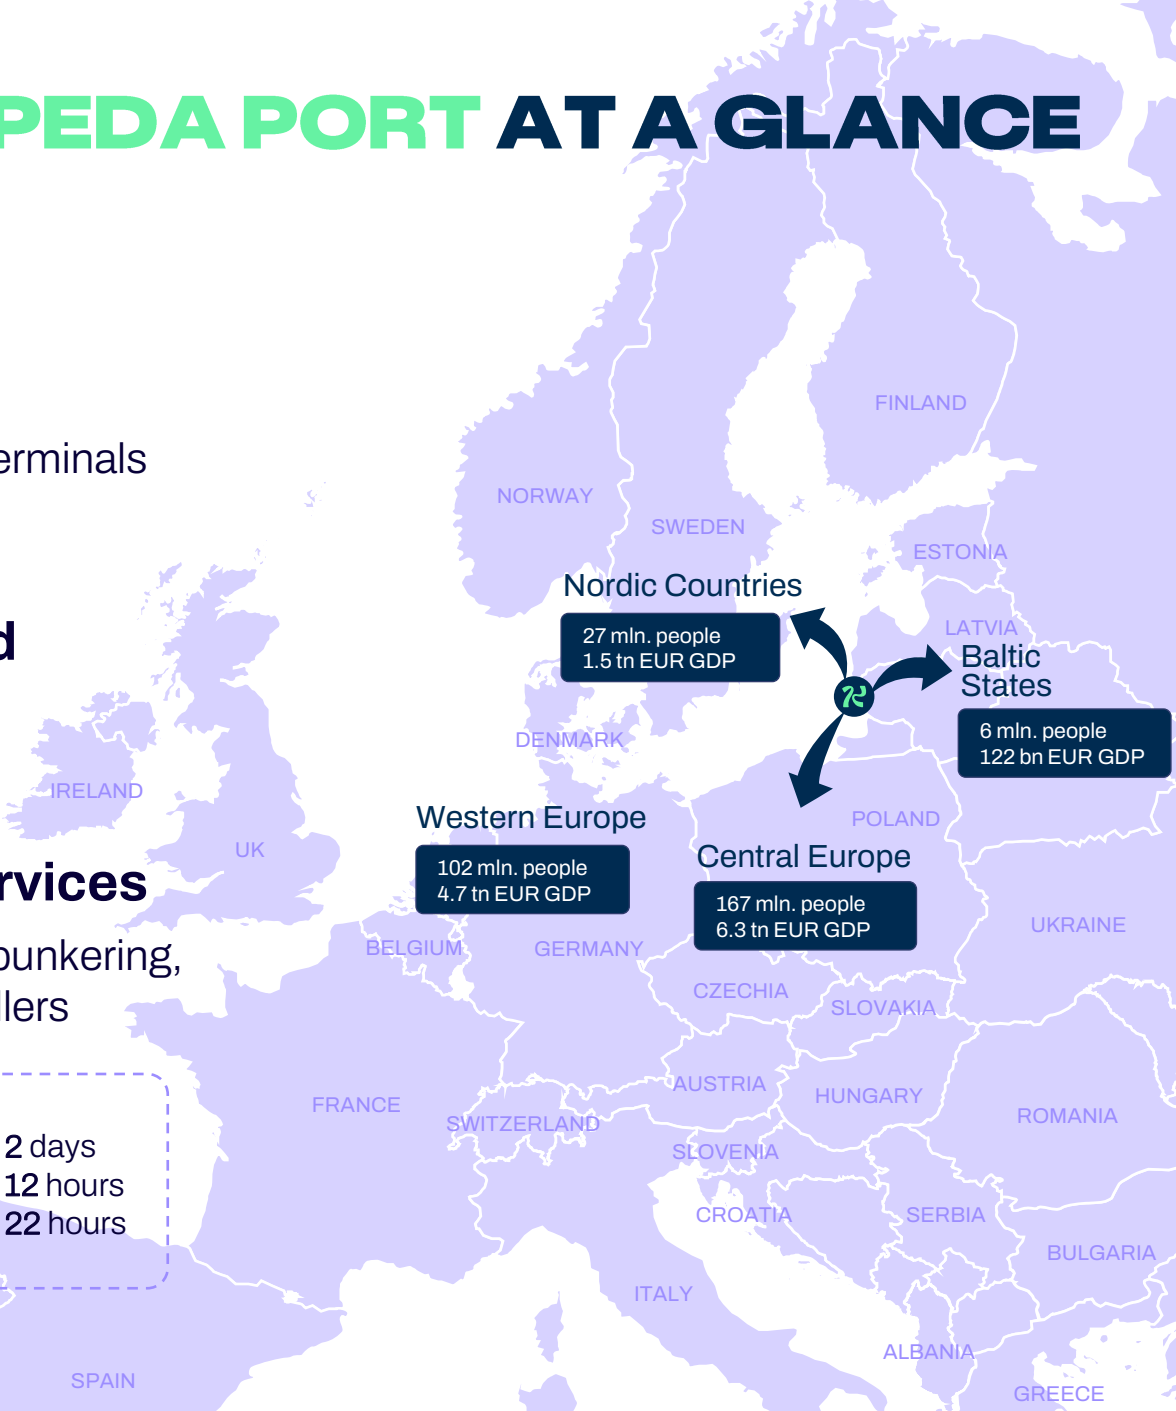 PEDA PORT AT A GLANCE
erminals
d
rvices
bunkering,
llers
2 days
12 hours
22 hours
FINLAND
NORWAY
SWEDEN
ESTONIA
Nordic Countries
27 mln. people
1.5 tn EUR GDP
LATVIA
Baltic
States
6 mln. people
122 bn EUR GDP
DENMARK
IRELAND
UK
Western Europe
102 mln. people
4.7 tn EUR GDP
POLAND
Central Europe
167 mln. people
6.3 tn EUR GDP
BELGIUM
GERMANY
UKRAINE
CZECHIA
SLOVAKIA
AUSTRIA
HUNGARY
FRANCE
SWITZERLAND
ROMANIA
SLOVENIA
CROATIA
SERBIA
BULGARIA
ITALY
ALBANIA
SPAIN
GREECE